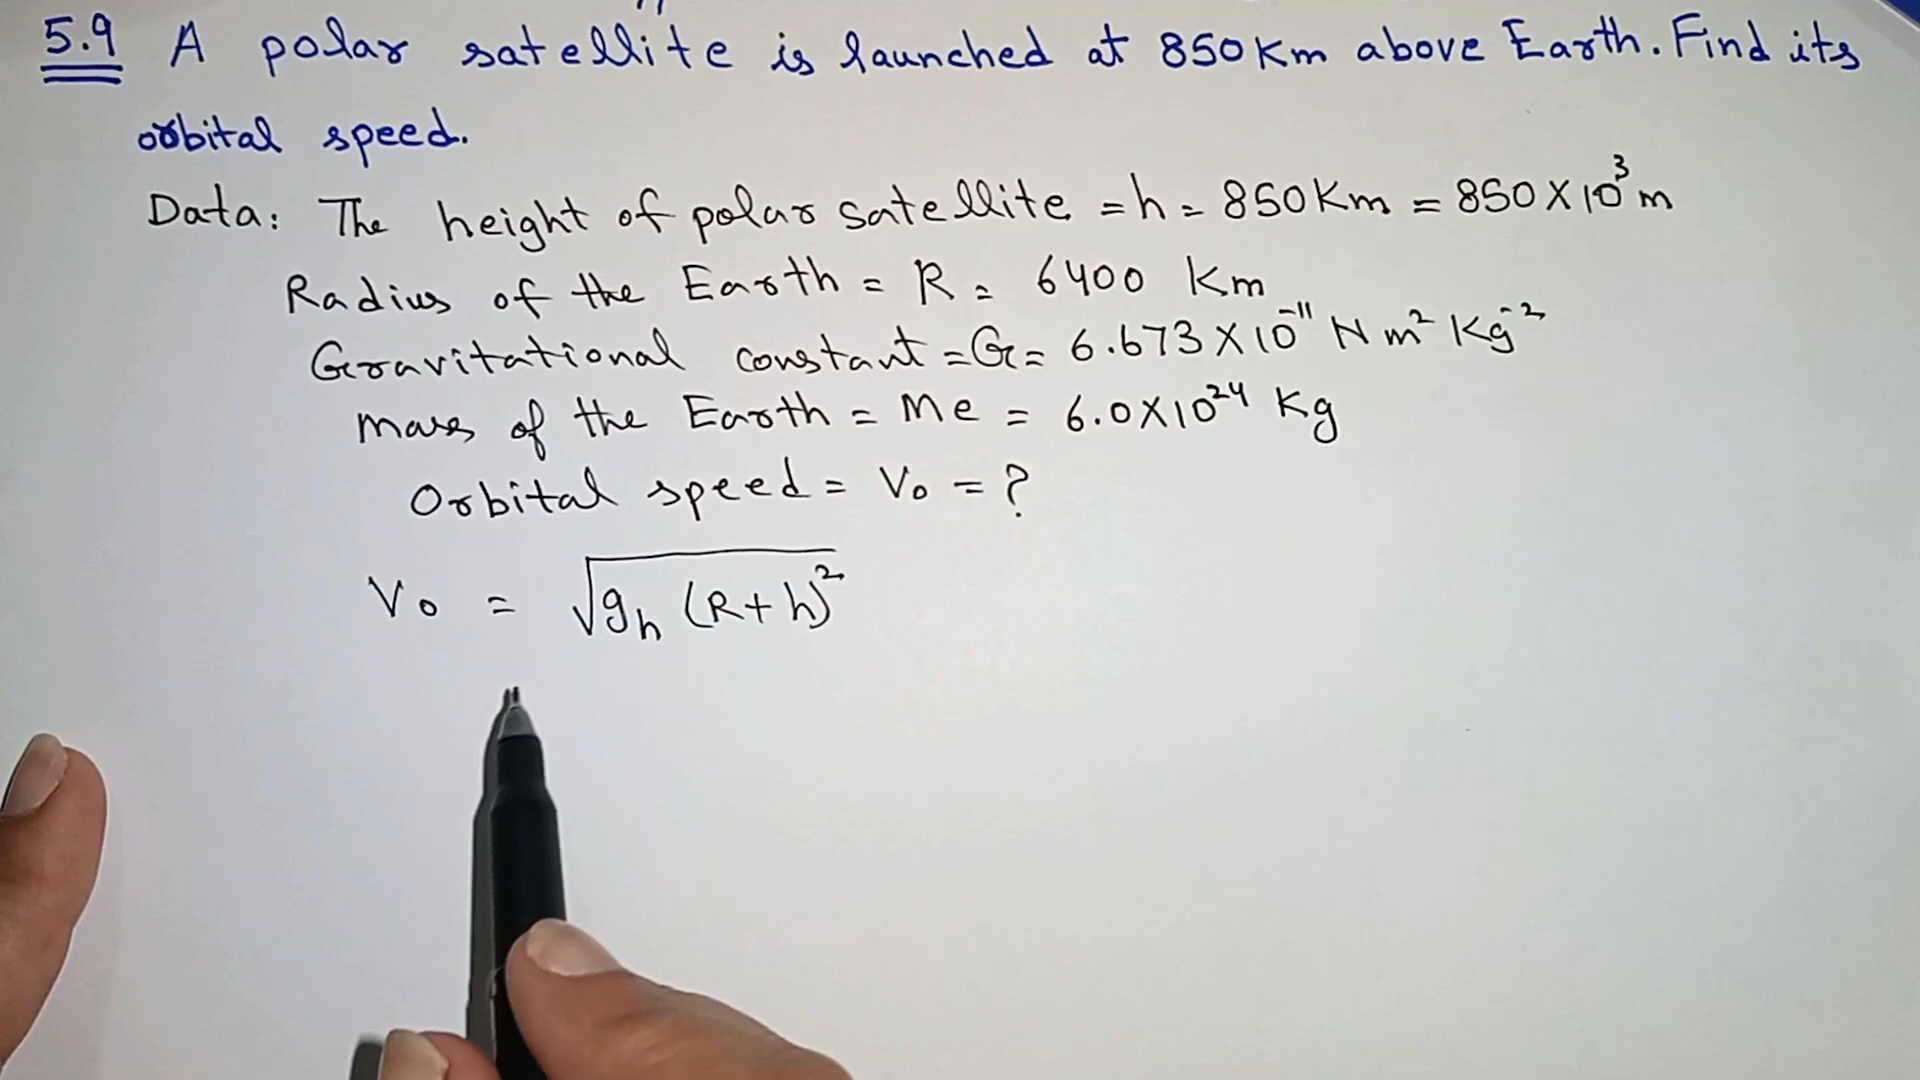 5.9 A polar satellite is launched at 850 Km above Earth. Find its
orbital speed.
Data: The height of polar satellite = h = 850 Km = 850 X 10³ m
Radius of the Earth = R = 6400 Km
Gravitational constant = G = 6.673 X 10⁻¹¹ N m² Kg⁻²
Mass of the Earth = Me = 6.0 X 10²⁴ Kg
Orbital speed = Vo = ?
Vo = √gₕ (R+h)²